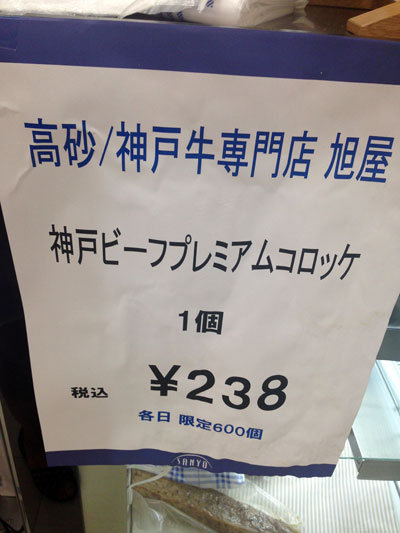 高砂/神戸牛専門店 旭屋
神戸ビーフプレミアムコロッケ
1個
税込 ¥238
各日 限定600個
SANYO